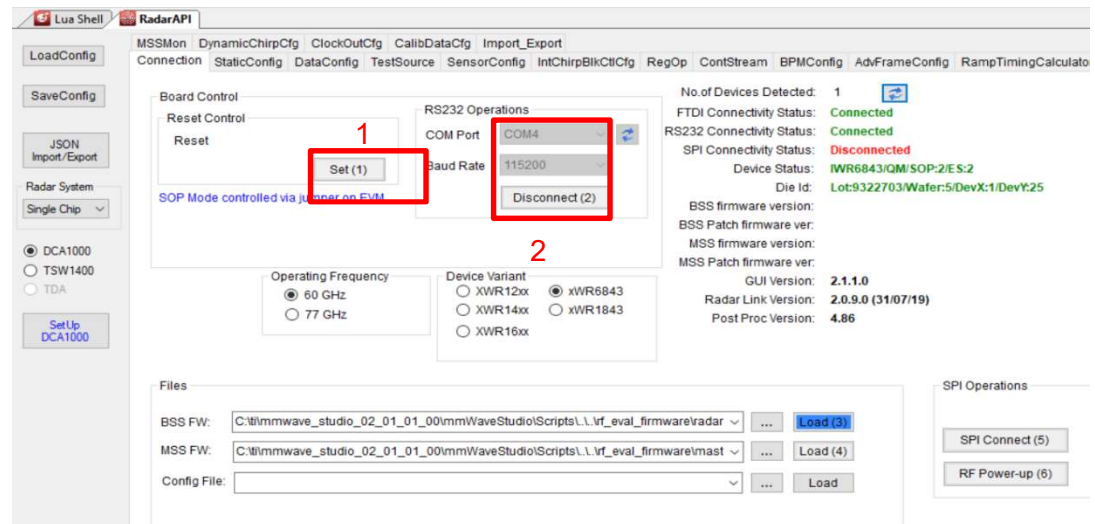 Lua Shell RadarAPI
LoadConfig
SaveConfig
JSON
Import/Export
Radar System
Single Chip
DCA1000
TSW1400
TDA
SetUp
DCA1000
MSSMon DynamicChirpCfg ClockOutCfg CalibDataCfg Import_Export
Connection StaticConfig DataConfig TestSource SensorConfig IntChirpBlkCtlCfg RegOp ContStream BPMConfig AdvFrameConfig RampTimingCalculato
Board Control
Reset Control
Reset
1
Set (1)
SOP Mode controlled via jumper on EVM
RS232 Operations
COM Port COM4
Baud Rate 115200
Disconnect (2)
2
Operating Frequency
60 GHz
77 GHz
Device Variant
XWR12xx xWR6843
XWR14xx xWR1843
XWR16xx
No.of Devices Detected: 1
FTDI Connectivity Status: Connected
RS232 Connectivity Status: Connected
SPI Connectivity Status: Disconnected
Device Status: IWR6843/QM/SOP:2/ES:2
Die Id: Lot:9322703/Wafer:5/DevX:1/DevY:25
BSS firmware version:
BSS Patch firmware ver:
MSS firmware version:
MSS Patch firmware ver:
GUI Version: 2.1.1.0
Radar Link Version: 2.0.9.0 (31/07/19)
Post Proc Version: 4.86
Files
BSS FW: C:\ti\mmwave_studio_02_01_01_00\mmWaveStudio\Scripts\..\..\rf_eval_firmware\radar ... Load (3)
MSS FW: C:\ti\mmwave_studio_02_01_01_00\mmWaveStudio\Scripts\..\..\rf_eval_firmware\mast ... Load (4)
Config File: ... Load
SPI Operations
SPI Connect (5)
RF Power-up (6)